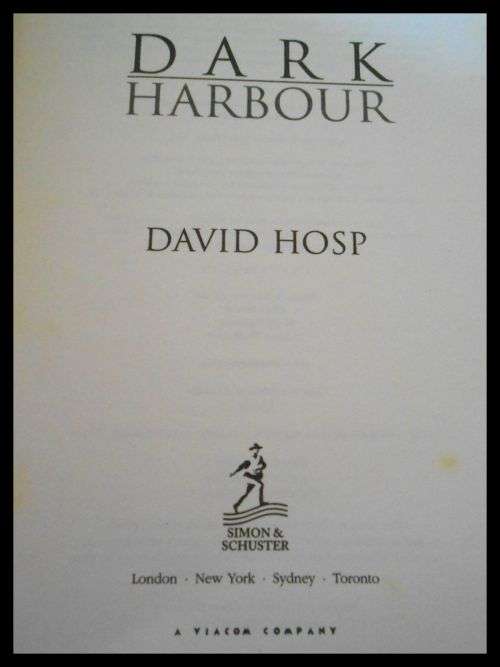 DARK
HARBOUR
DAVID HOSP
SIMON &
SCHUSTER
London · New York · Sydney · Toronto
A VIACOM COMPANY